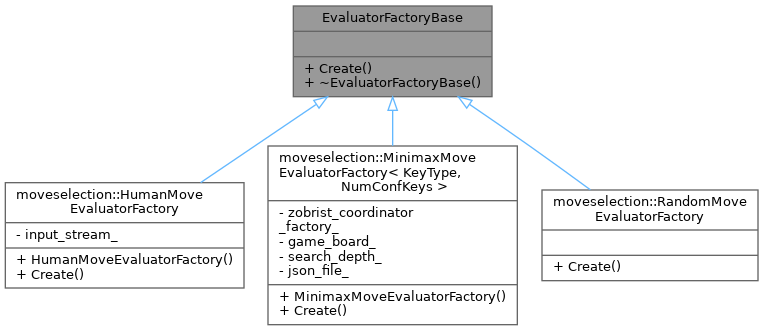 EvaluatorFactoryBase
+ Create()
+ ~EvaluatorFactoryBase()
moveselection::HumanMove
EvaluatorFactory
- input_stream_
+ HumanMoveEvaluatorFactory()
+ Create()
moveselection::MinimaxMove
EvaluatorFactory< KeyType,
NumConfKeys >
- zobrist_coordinator
_factory_
- game_board_
- search_depth_
- json_file_
+ MinimaxMoveEvaluatorFactory()
+ Create()
moveselection::RandomMove
EvaluatorFactory
+ Create()